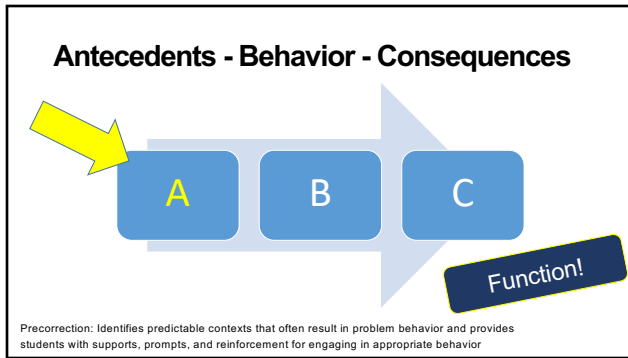 Antecedents - Behavior - Consequences
A
B
C
Function!
Precorrection: Identifies predictable contexts that often result in problem behavior and provides
students with supports, prompts, and reinforcement for engaging in appropriate behavior